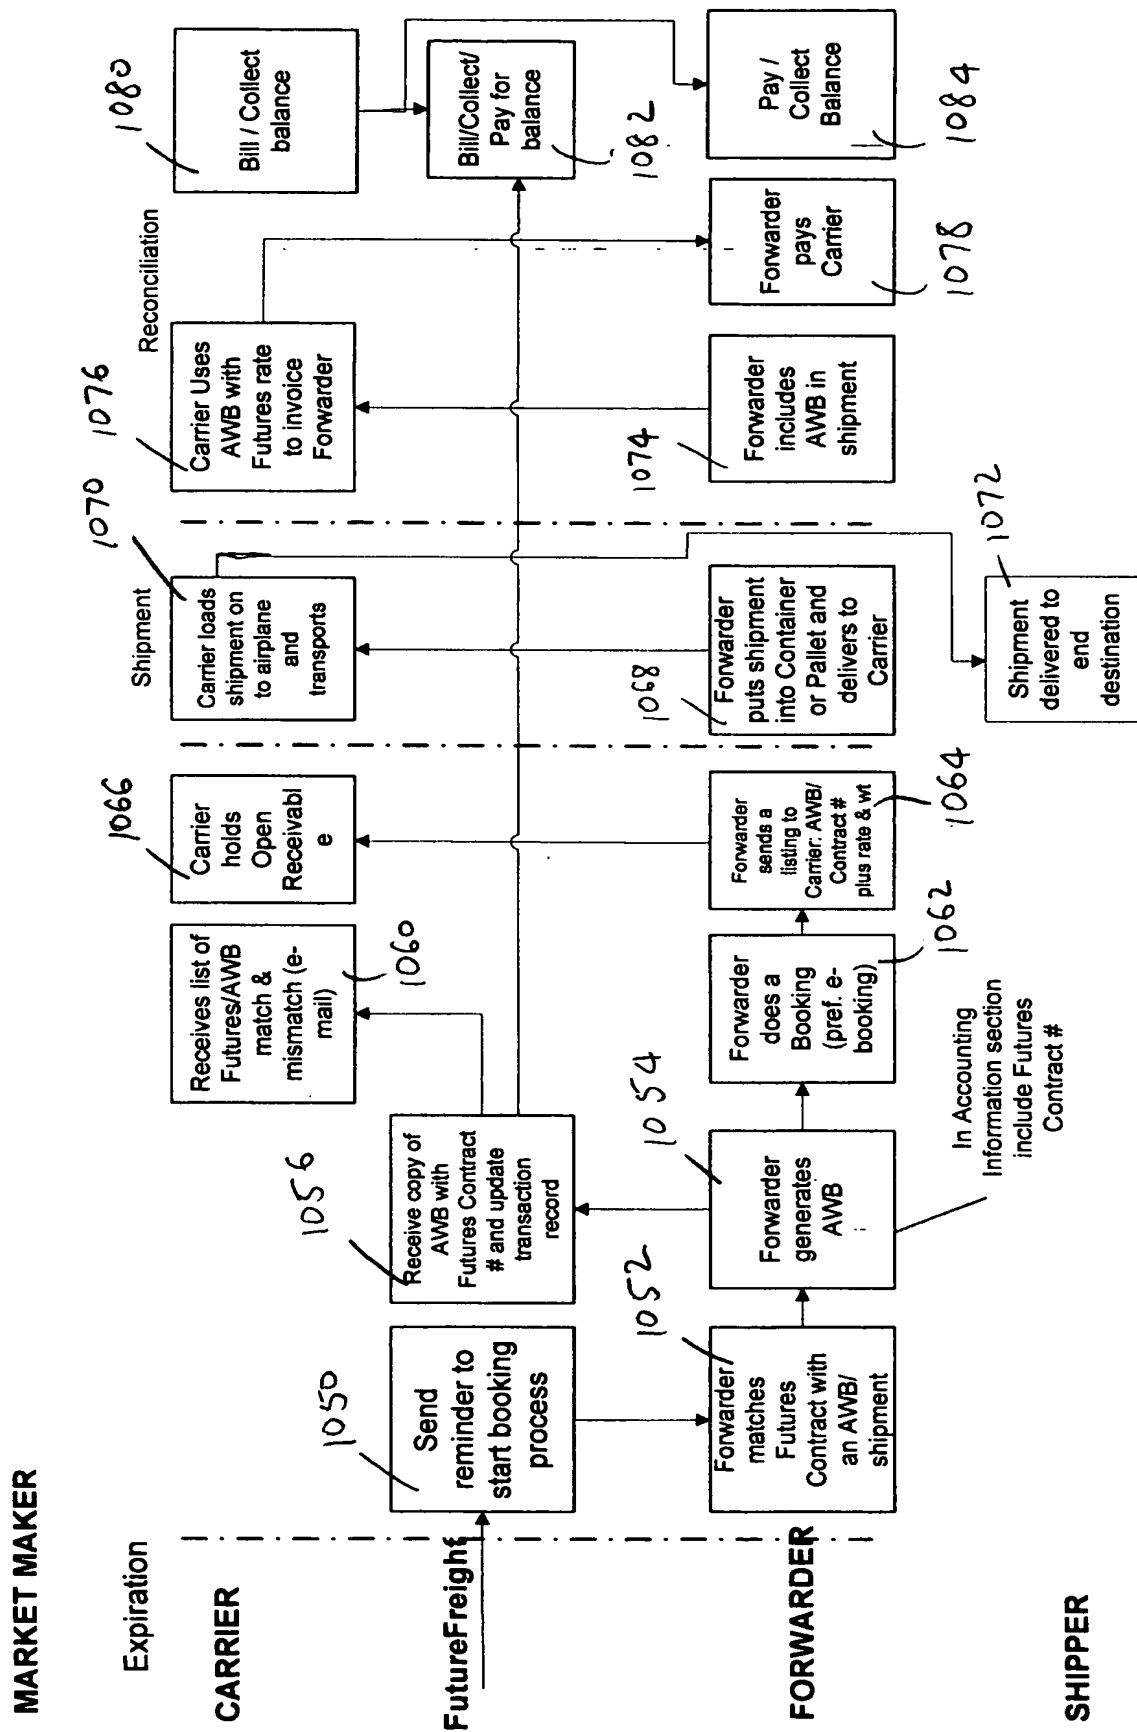 MARKET MAKER
Expiration
Shipment
Reconciliation
CARRIER
1060
Receives list of
Futures/AWB
match &
mismatch (e-
mail)
1066
Carrier
holds
Open
Receivabl
e
1070
Carrier loads
shipment on
to airplane
and
transports
1076
Carrier Uses
AWB with
Futures rate
to invoice
Forwarder
1080
Bill / Collect
balance
FutureFreight
1050
Send
reminder to
start booking
process
1056
Receive copy of
AWB with
Futures Contract
# and update
transaction
record
Bill/Collect/
Pay for
balance
1082
FORWARDER
1052
Forwarder
matches
Futures
Contract with
an AWB/
shipment
1054
Forwarder
generates
AWB
In Accounting
Information section
include Futures
Contract #
Forwarder
does a
Booking
(pref. e-
booking)
1062
Forwarder
sends a
listing to
Carrier: AWB/
Contract #
plus rate & wt
1064
1068
Forwarder
puts shipment
into Container
or Pallet and
delivers to
Carrier
1074
Forwarder
includes
AWB in
shipment
Forwarder
pays
Carrier
1078
Pay /
Collect
Balance
1084
SHIPPER
1072
Shipment
delivered to
end
destination